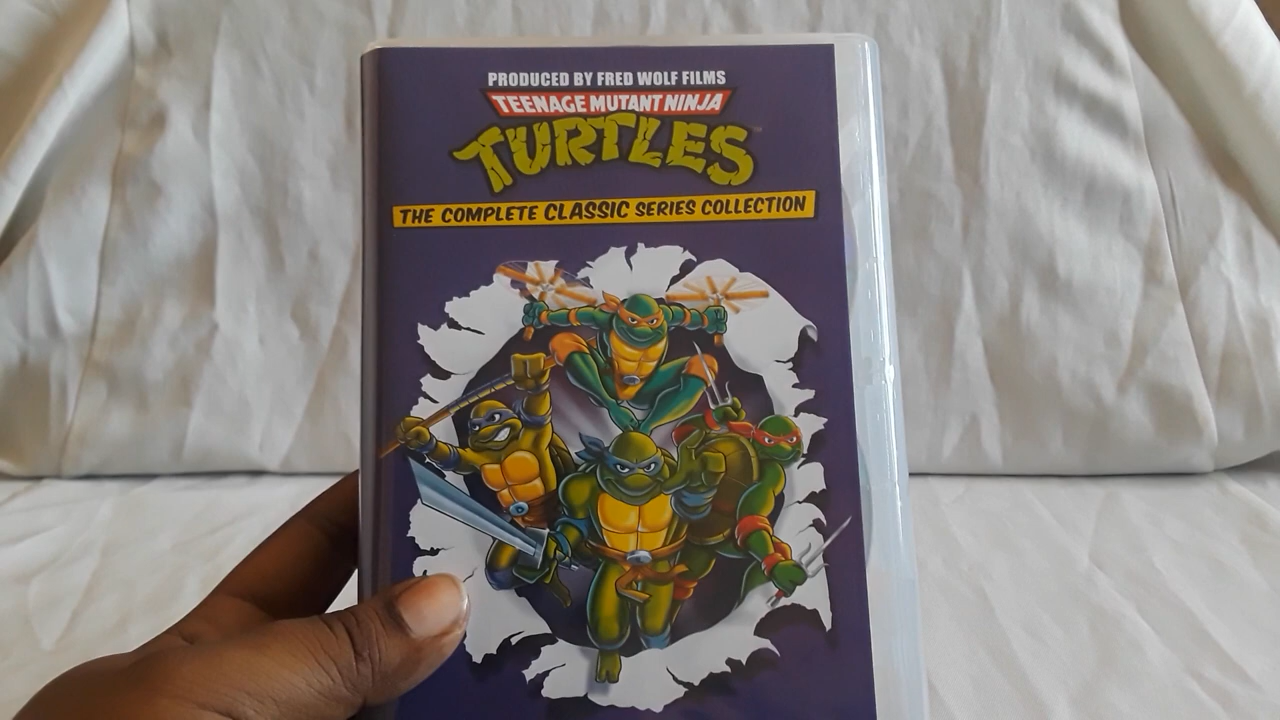 PRODUCED BY FRED WOLF FILMS
TEENAGE MUTANT NINJA
TURTLES
THE COMPLETE CLASSIC SERIES COLLECTION